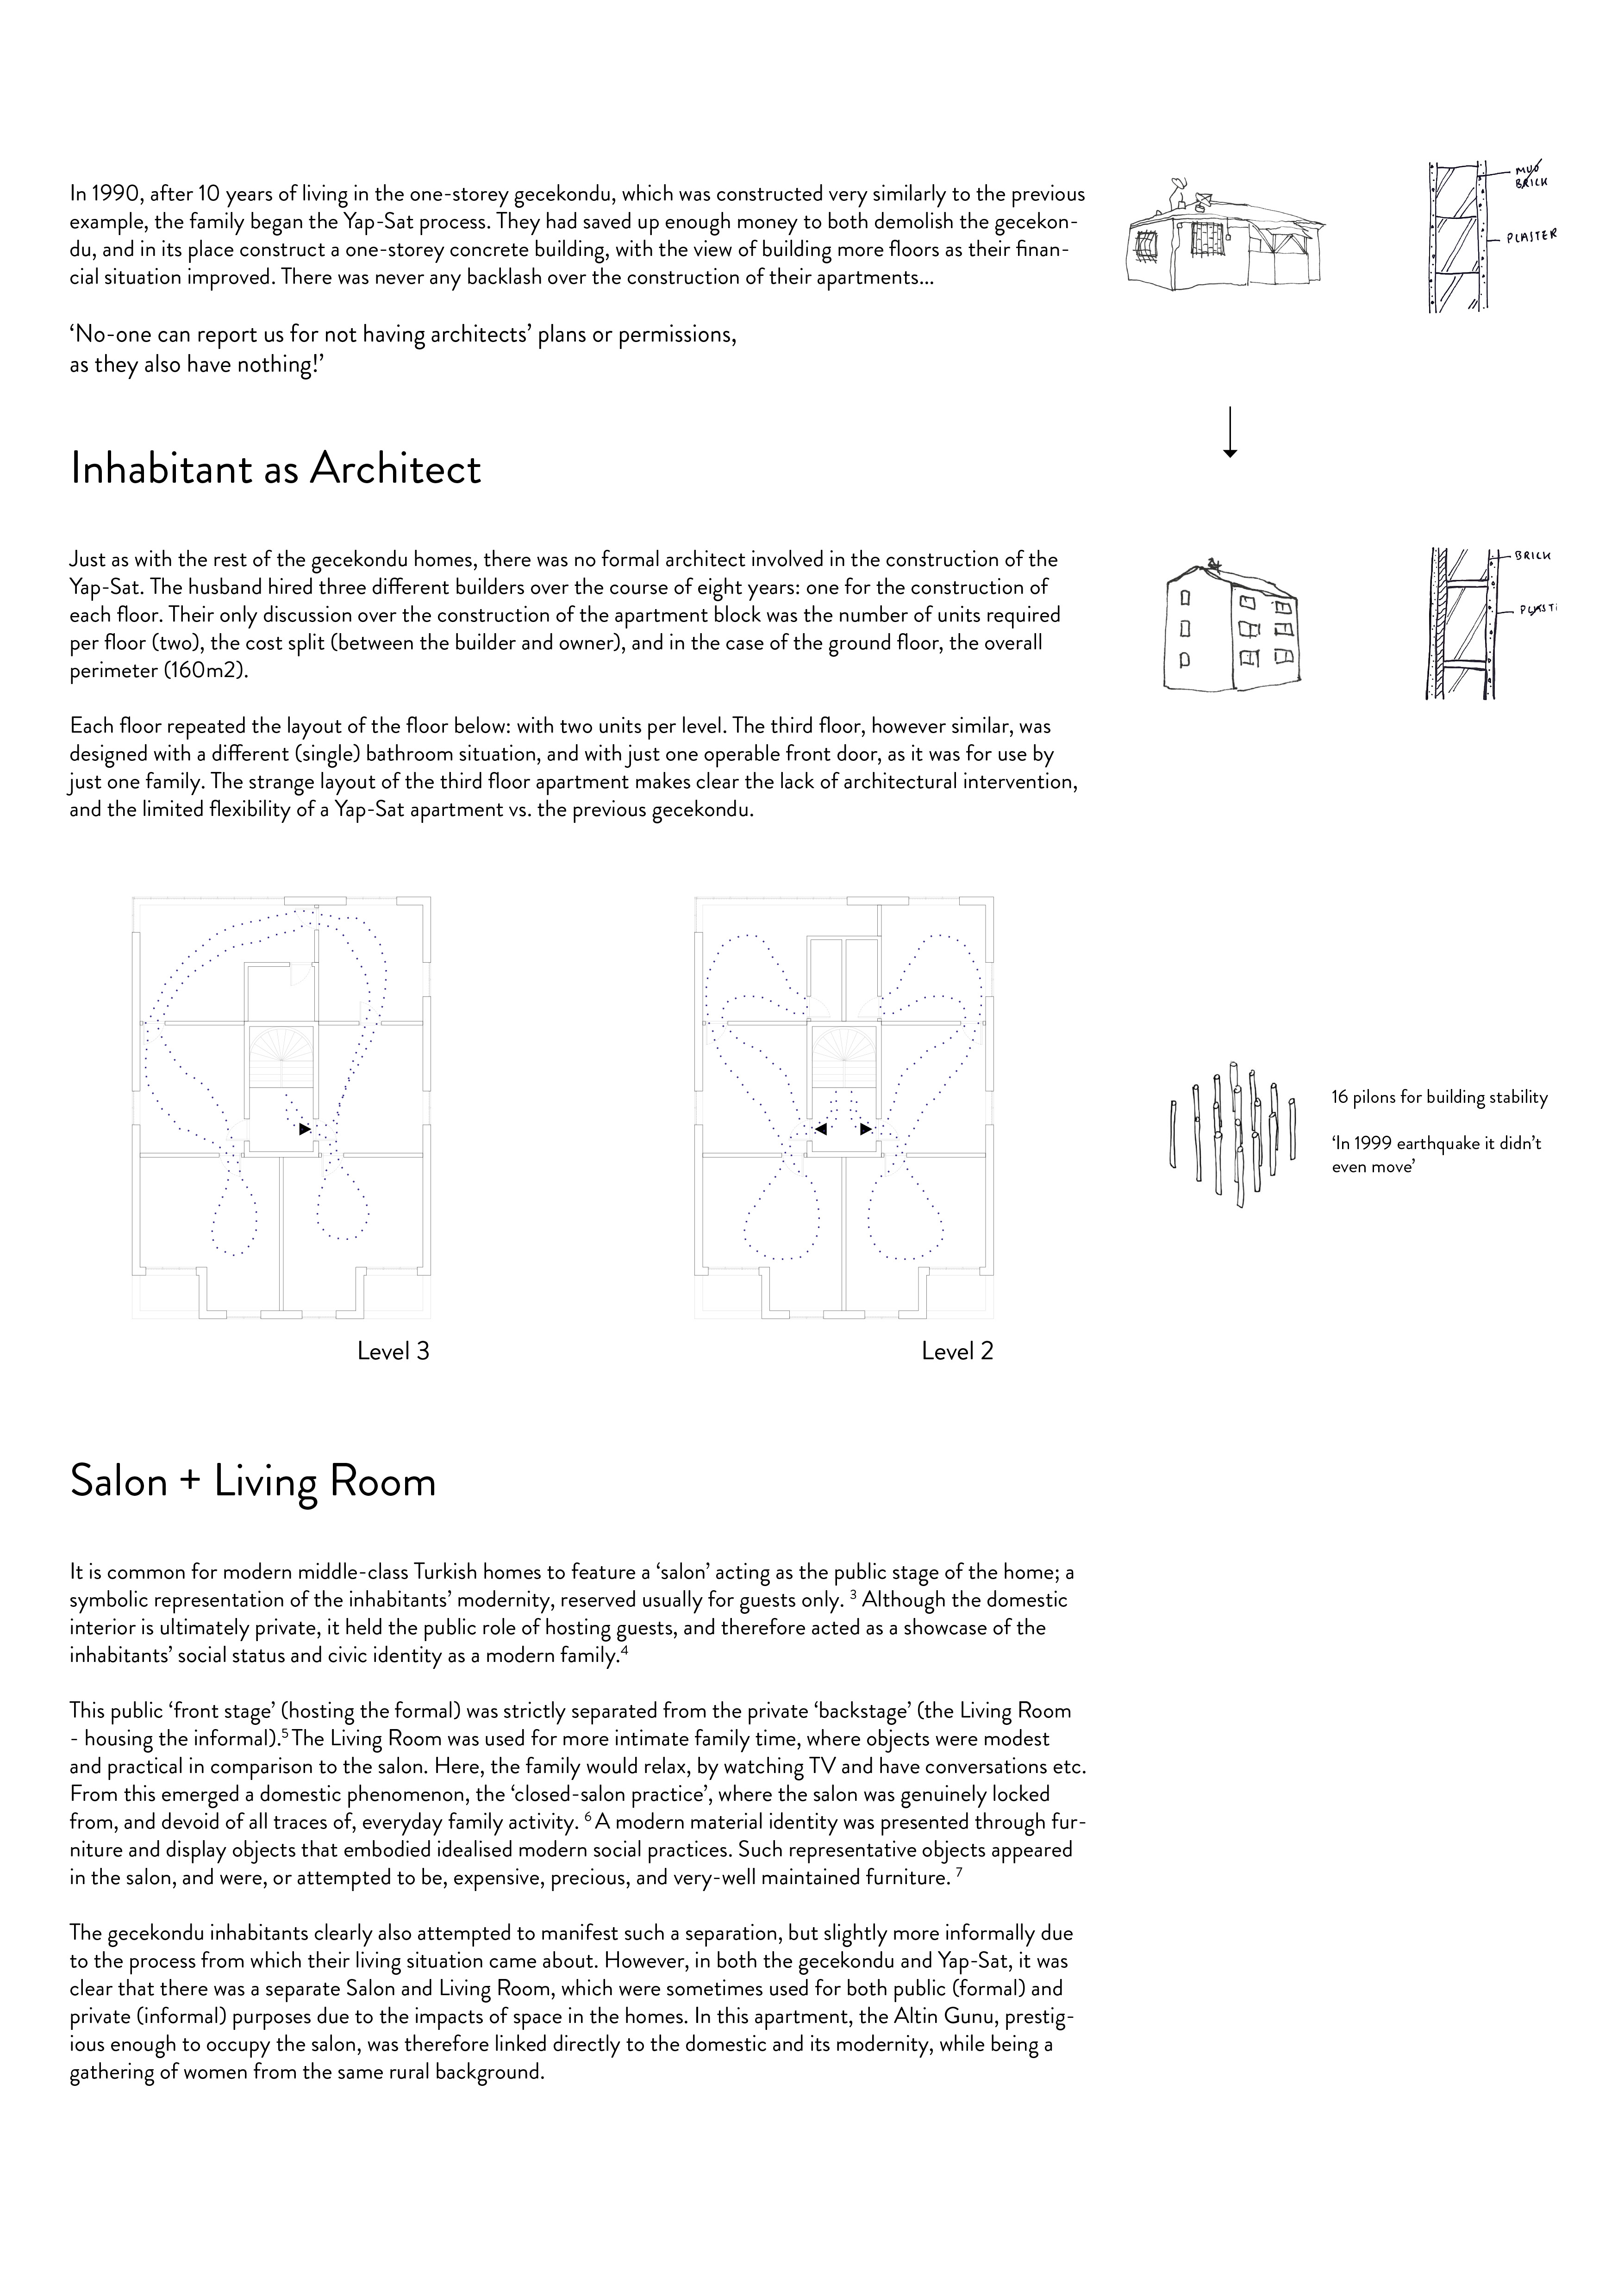 In 1990, after 10 years of living in the one-storey gecekondu, which was constructed very similarly to the previous
example, the family began the Yap-Sat process. They had saved up enough money to both demolish the gecekon-
du, and in its place construct a one-storey concrete building, with the view of building more floors as their finan-
cial situation improved. There was never any backlash over the construction of their apartments...
‘No-one can report us for not having architects’ plans or permissions,
as they also have nothing!’
MUD
BRICK
PLASTER
Inhabitant as Architect
Just as with the rest of the gecekondu homes, there was no formal architect involved in the construction of the
Yap-Sat. The husband hired three different builders over the course of eight years: one for the construction of
each floor. Their only discussion over the construction of the apartment block was the number of units required
per floor (two), the cost split (between the builder and owner), and in the case of the ground floor, the overall
perimeter (160m2).
Each floor repeated the layout of the floor below: with two units per level. The third floor, however similar, was
designed with a different (single) bathroom situation, and with just one operable front door, as it was for use by
just one family. The strange layout of the third floor apartment makes clear the lack of architectural intervention,
and the limited flexibility of a Yap-Sat apartment vs. the previous gecekondu.
BRICK
PLASTI
Level 3
Level 2
16 pilons for building stability
‘In 1999 earthquake it didn’t
even move’
Salon + Living Room
It is common for modern middle-class Turkish homes to feature a ‘salon’ acting as the public stage of the home; a
symbolic representation of the inhabitants’ modernity, reserved usually for guests only. ³ Although the domestic
interior is ultimately private, it held the public role of hosting guests, and therefore acted as a showcase of the
inhabitants’ social status and civic identity as a modern family.⁴
This public ‘front stage’ (hosting the formal) was strictly separated from the private ‘backstage’ (the Living Room
- housing the informal).⁵ The Living Room was used for more intimate family time, where objects were modest
and practical in comparison to the salon. Here, the family would relax, by watching TV and have conversations etc.
From this emerged a domestic phenomenon, the ‘closed-salon practice’, where the salon was genuinely locked
from, and devoid of all traces of, everyday family activity. ⁶ A modern material identity was presented through fur-
niture and display objects that embodied idealised modern social practices. Such representative objects appeared
in the salon, and were, or attempted to be, expensive, precious, and very-well maintained furniture. ⁷
The gecekondu inhabitants clearly also attempted to manifest such a separation, but slightly more informally due
to the process from which their living situation came about. However, in both the gecekondu and Yap-Sat, it was
clear that there was a separate Salon and Living Room, which were sometimes used for both public (formal) and
private (informal) purposes due to the impacts of space in the homes. In this apartment, the Altin Gunu, prestig-
ious enough to occupy the salon, was therefore linked directly to the domestic and its modernity, while being a
gathering of women from the same rural background.